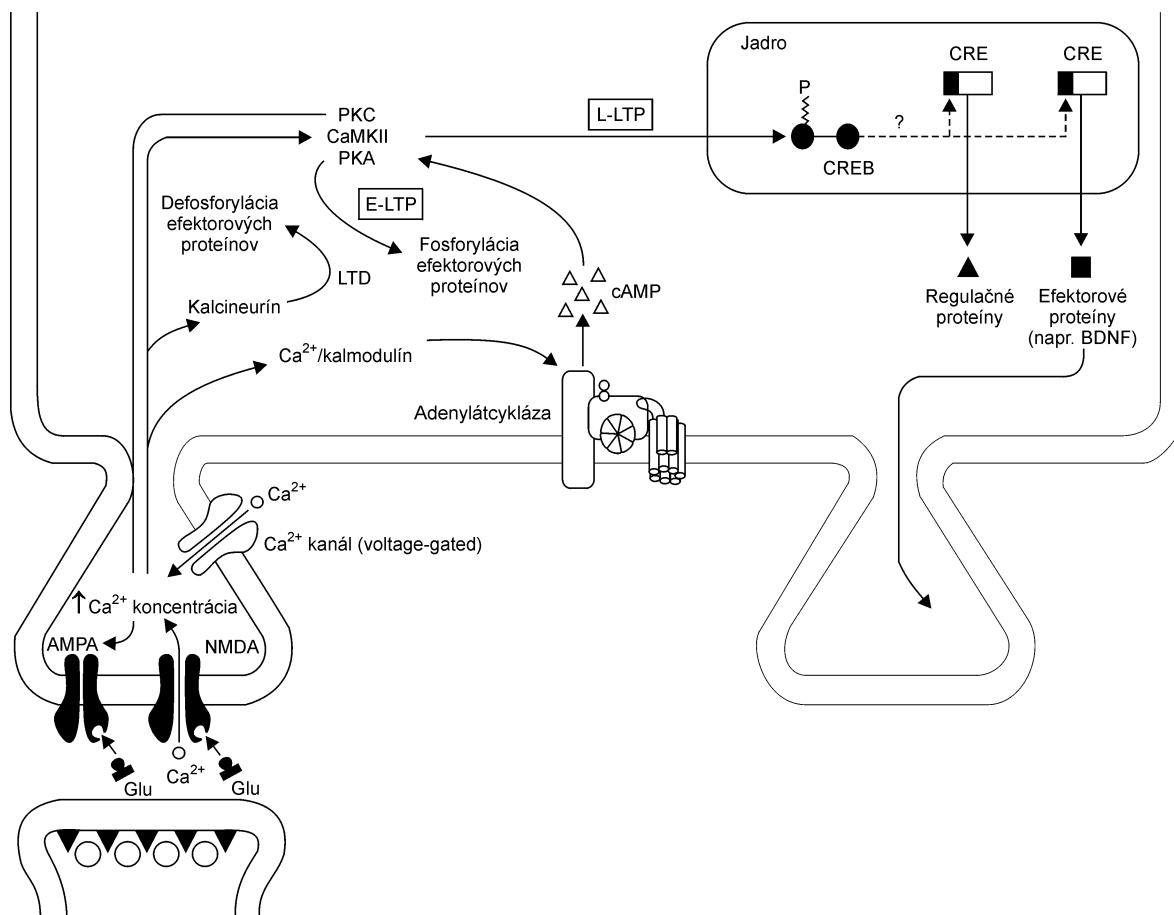 Jadro
CRE
CRE
P
?
CREB
PKC
CaMKII
PKA
L-LTP
E-LTP
Defosforylácia
efektorových
proteínov
LTD
Fosforylácia
efektorových
proteínov
Kalcineurín
cAMP
Regulačné
proteíny
Efektorové
proteíny
(napr. BDNF)
Ca²⁺/kalmodulín
Adenylátcykláza
Ca²⁺
Ca²⁺ kanál (voltage-gated)
↑Ca²⁺ koncentrácia
AMPA
NMDA
Ca²⁺
Glu
Glu